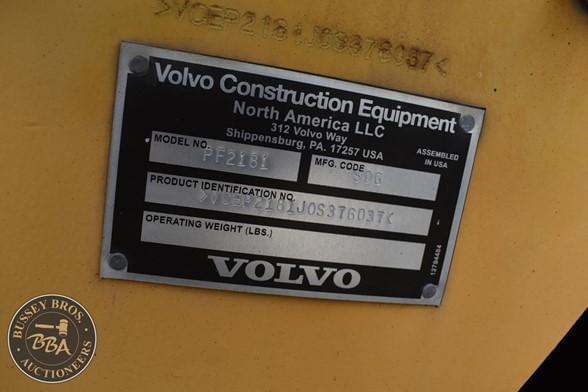 >VCEP2181J0S376037<
Volvo Construction Equipment
North America LLC
312 Volvo Way
Shippensburg, PA. 17257 USA
MODEL NO.
PF2181
MFG. CODE
SDG
ASSEMBLED
IN USA
PRODUCT IDENTIFICATION NO.
>VCEP2181J0S376037<
OPERATING WEIGHT (LBS.)
VOLVO
12794484
BUSSEY BROS.
BBA
AUCTIONEERS